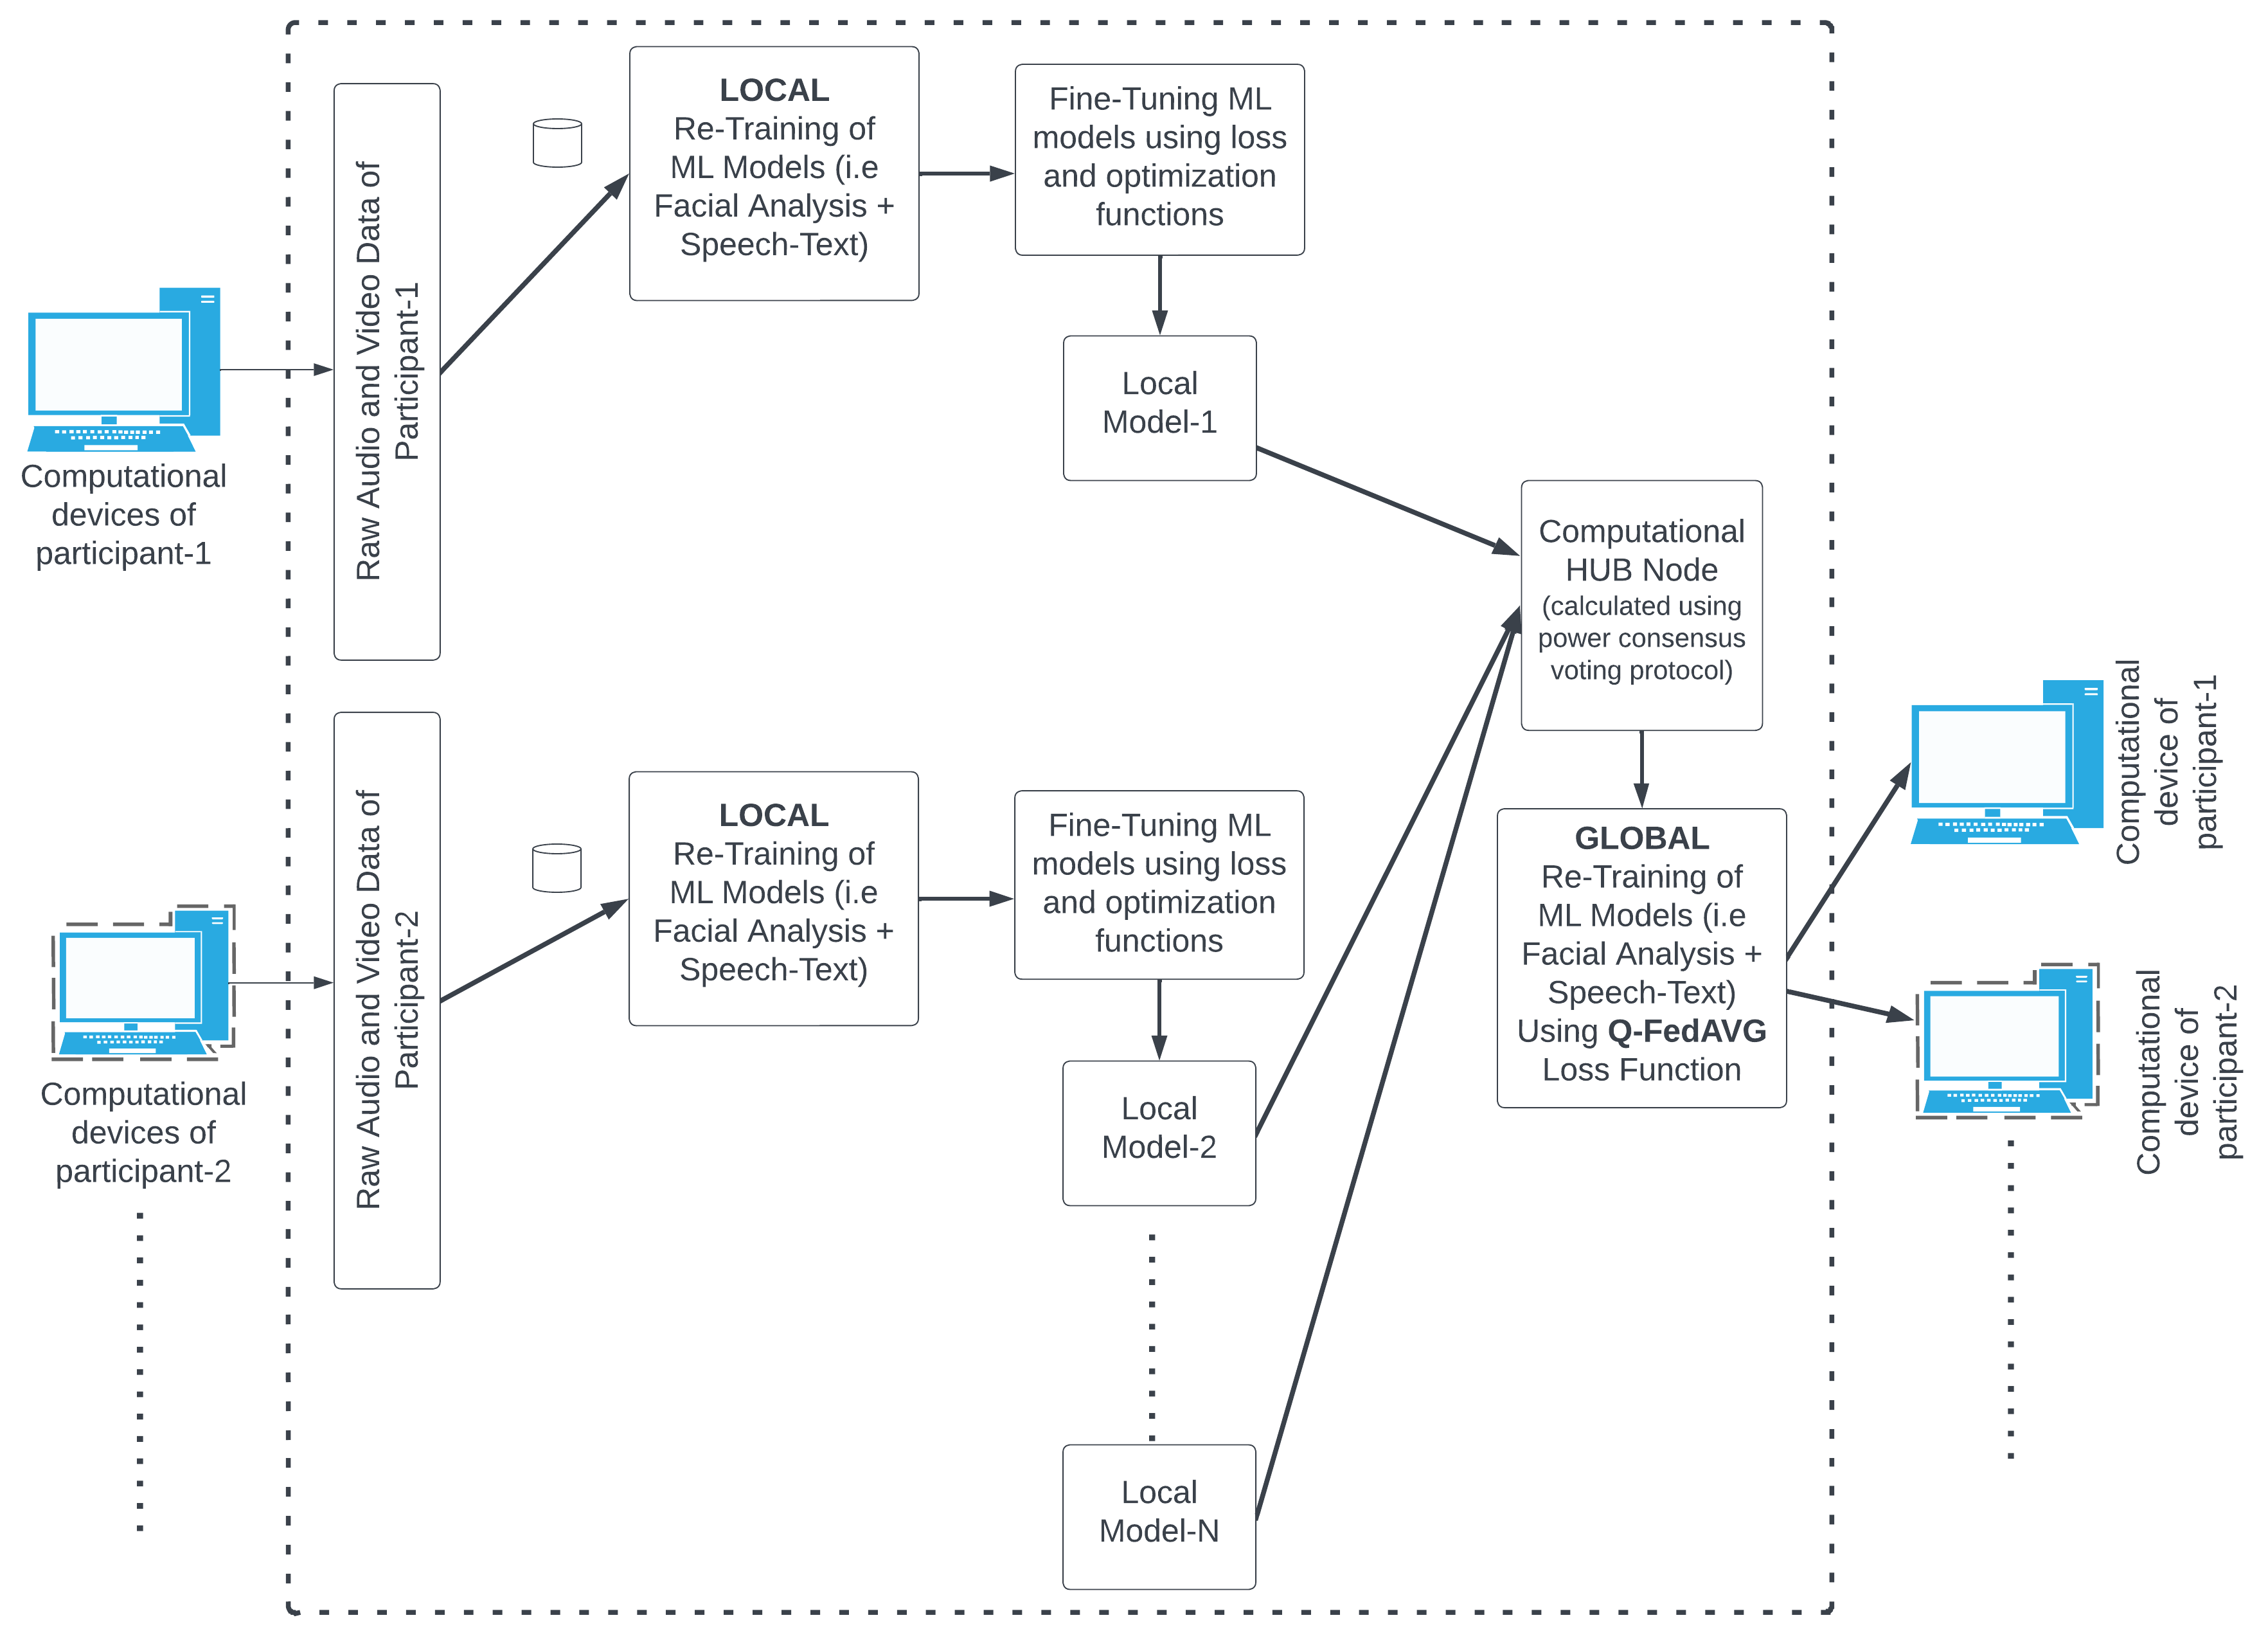 Computational
devices of
participant-1
Raw Audio and Video Data of
Participant-1
LOCAL
Re-Training of
ML Models (i.e
Facial Analysis +
Speech-Text)
Fine-Tuning ML
models using loss
and optimization
functions
Local
Model-1
Computational
devices of
participant-2
Raw Audio and Video Data of
Participant-2
LOCAL
Re-Training of
ML Models (i.e
Facial Analysis +
Speech-Text)
Fine-Tuning ML
models using loss
and optimization
functions
Local
Model-2
Local
Model-N
Computational
HUB Node
(calculated using
power consensus
voting protocol)
GLOBAL
Re-Training of
ML Models (i.e
Facial Analysis +
Speech-Text)
Using Q-FedAVG
Loss Function
Computational
device of
participant-1
Computational
device of
participant-2